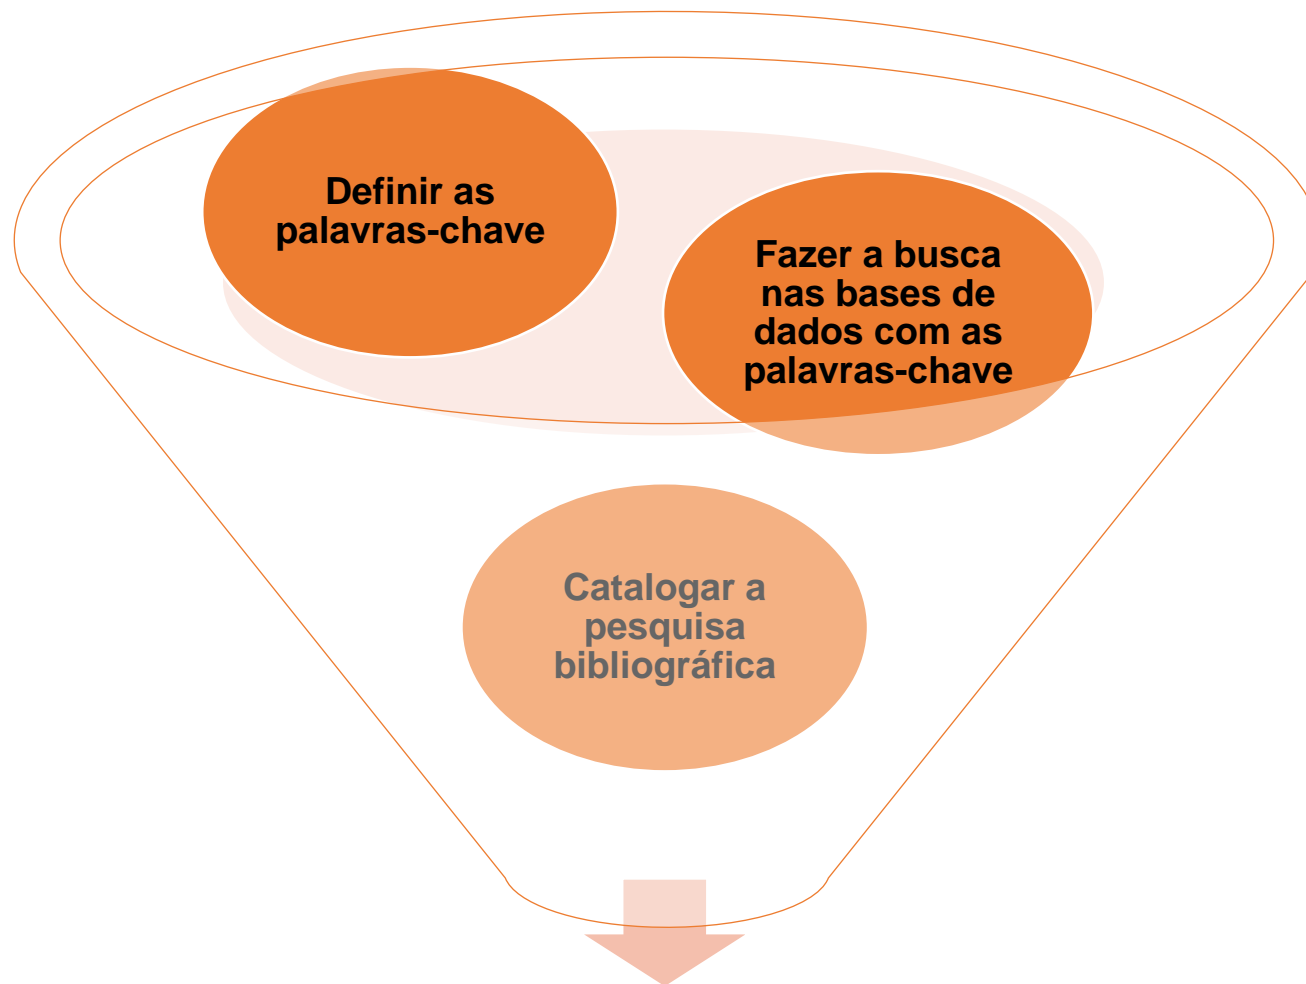 Definir as
palavras-chave
Fazer a busca
nas bases de
dados com as
palavras-chave
Catalogar a
pesquisa
bibliográfica